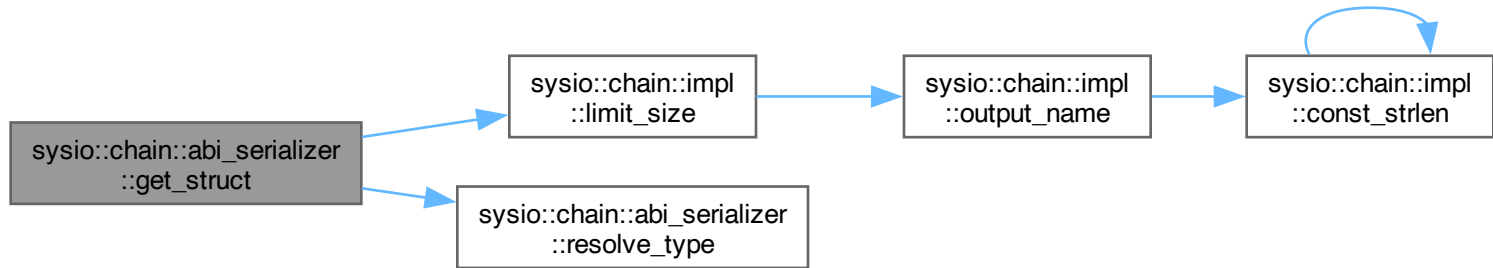 sysio::chain::abi_serializer
::get_struct
sysio::chain::impl
::limit_size
sysio::chain::impl
::output_name
sysio::chain::impl
::const_strlen
sysio::chain::abi_serializer
::resolve_type